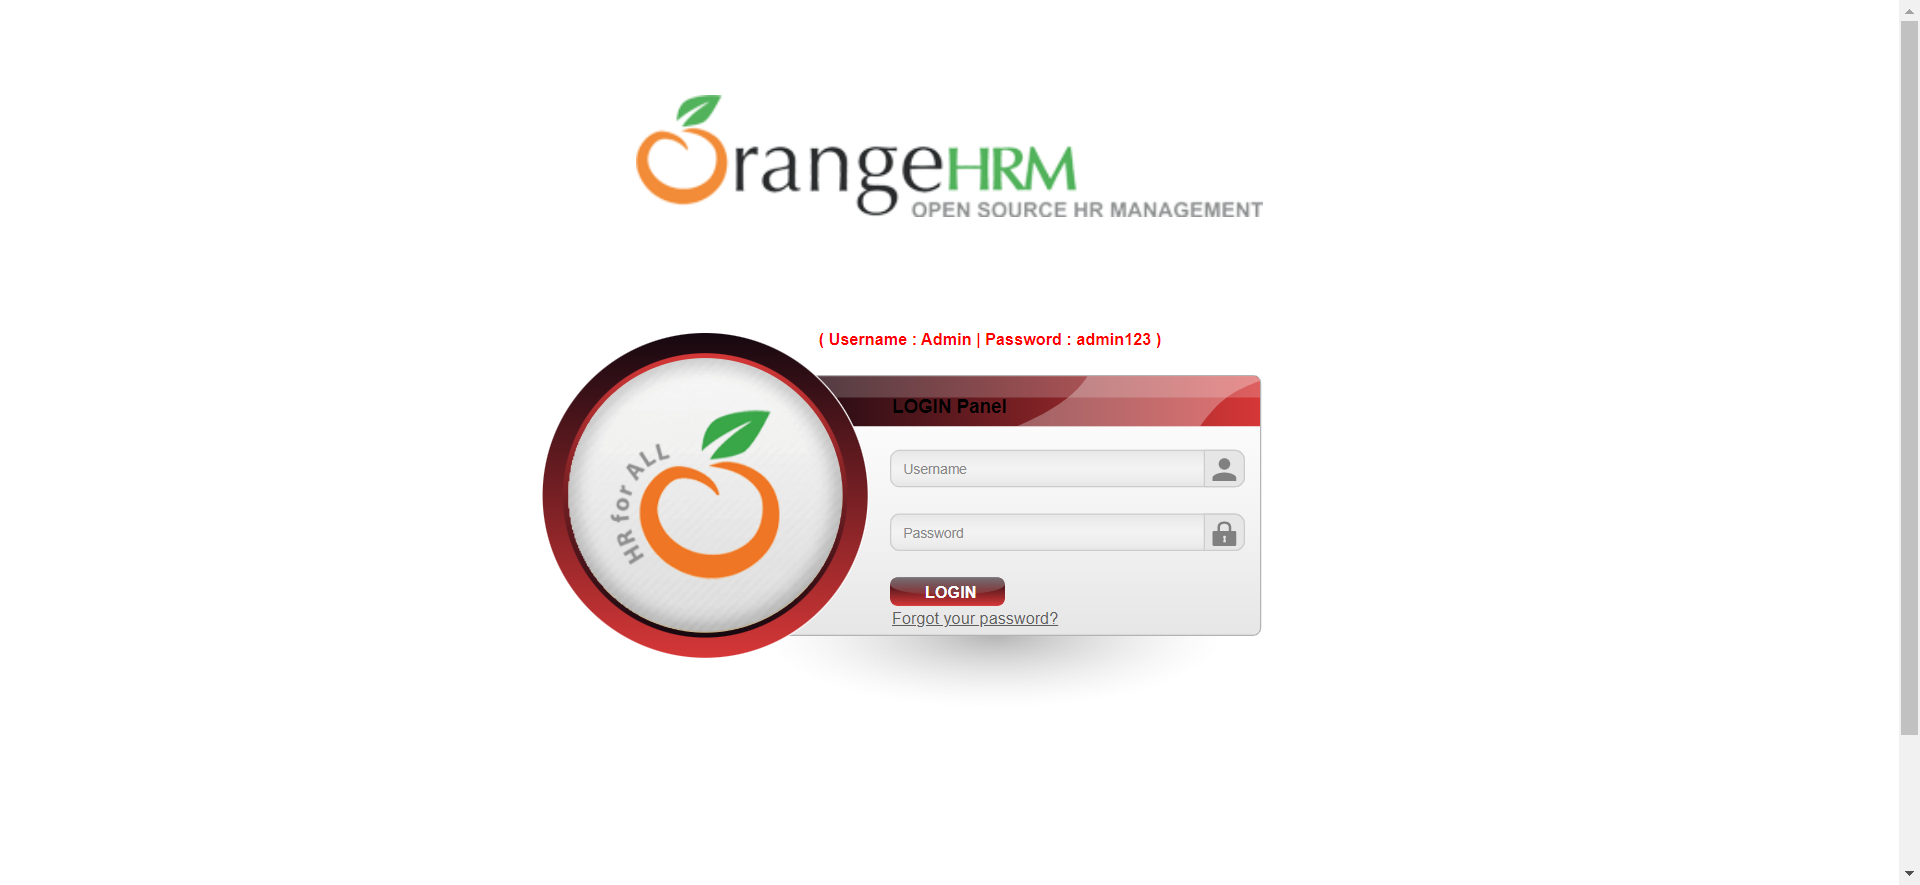 OrangeHRM
OPEN SOURCE HR MANAGEMENT
( Username : Admin | Password : admin123 )
HR for ALL
LOGIN Panel
Username
Password
LOGIN
Forgot your password?